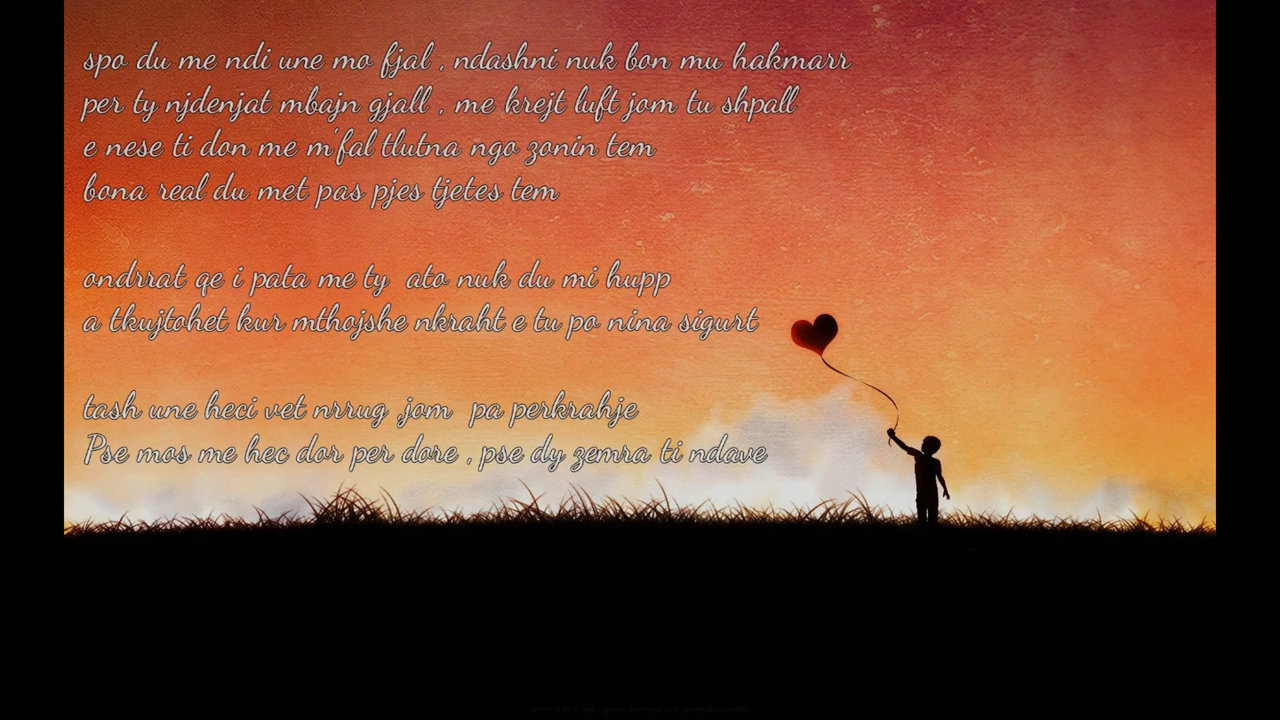 spo du me ndi une mo fjal , ndashni nuk bon mu hakmarr
per ty njdenjat mbajn gjall , me krejt luft jom tu shpall
e nese ti don me m'fal tlutna ngo zonin tem
bona real du met pas pjes tjetes tem
ondrrat qe i pata me ty ato nuk du mi hupp
a tkujtohet kur mthojshe nkraht e tu po nina sigurt
tash une heci vet nrrug ,jom pa perkrahje
Pse mos me hec dor per dore , pse dy zemra ti ndave